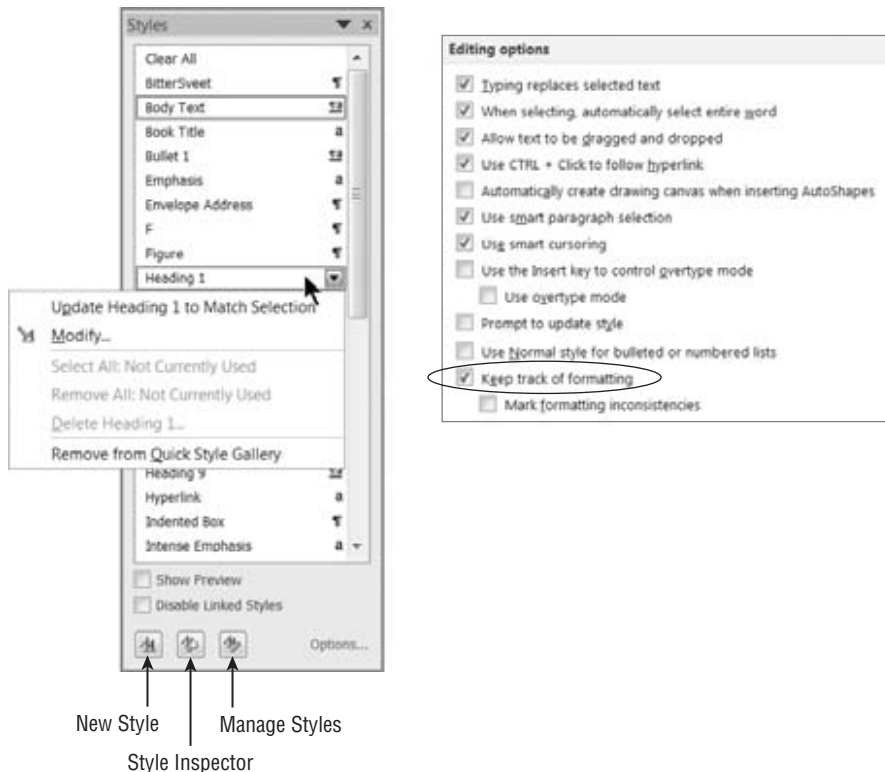 Styles
Clear All
BitterSveet
Body Text
Book Title
Bullet 1
Emphasis
Envelope Address
F
Figure
Heading 1
Update Heading 1 to Match Selection
Modify...
Select All: Not Currently Used
Remove All: Not Currently Used
Delete Heading 1...
Remove from Quick Style Gallery
Heading 9
Hyperlink
Indented Box
Intense Emphasis
Show Preview
Disable Linked Styles
Options...
New Style
Manage Styles
Style Inspector
Editing options
Typing replaces selected text
When selecting, automatically select entire word
Allow text to be dragged and dropped
Use CTRL + Click to follow hyperlink
Automatically create drawing canvas when inserting AutoShapes
Use smart paragraph selection
Use smart cursoring
Use the Insert key to control overtype mode
Use overtype mode
Prompt to update style
Use Normal style for bulleted or numbered lists
Keep track of formatting
Mark formatting inconsistencies